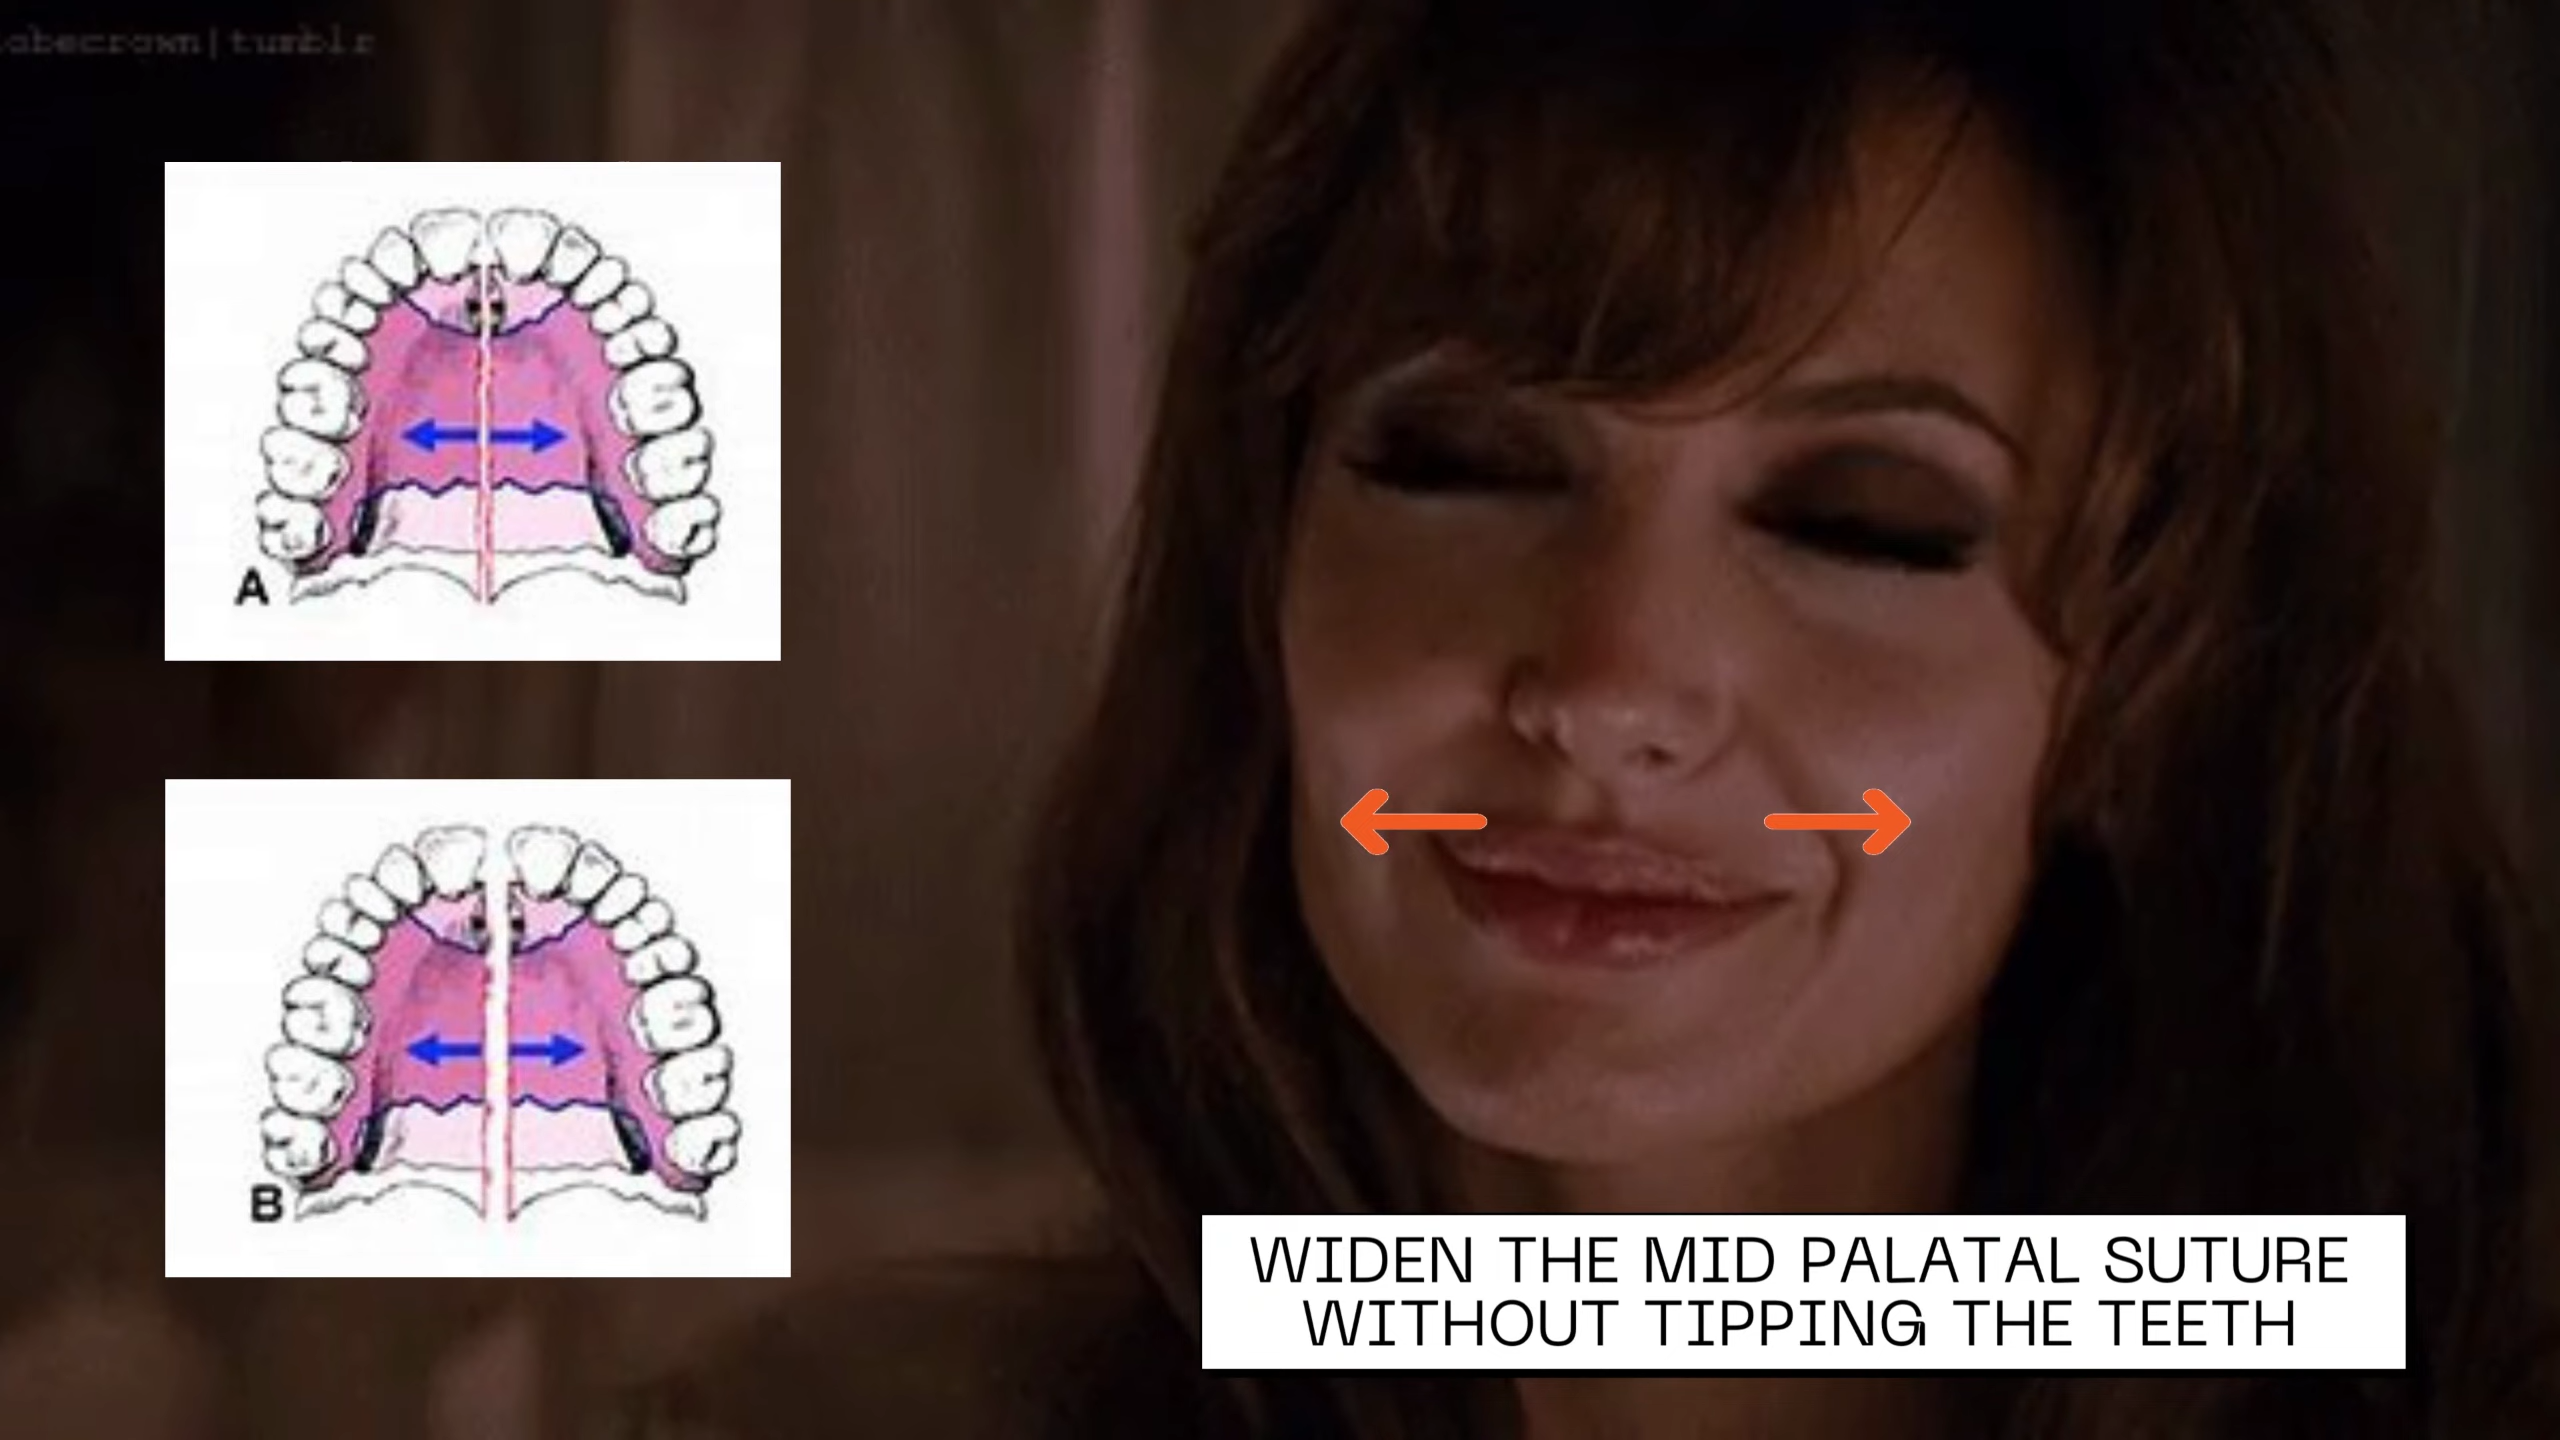 A
B
WIDEN THE MID PALATAL SUTURE
WITHOUT TIPPING THE TEETH